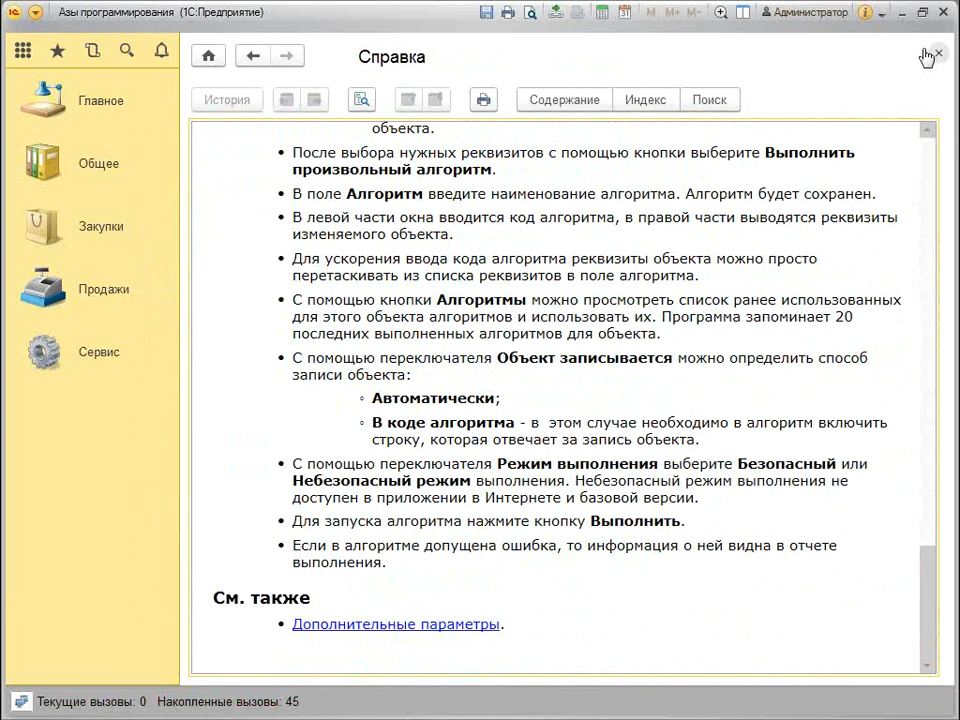 Азы программирования (1С:Предприятие)
M M+ M- Администратор
Справка
История Содержание Индекс Поиск
Главное
Общее
Закупки
Продажи
Сервис
объекта.
• После выбора нужных реквизитов с помощью кнопки выберите Выполнить
произвольный алгоритм.
• В поле Алгоритм введите наименование алгоритма. Алгоритм будет сохранен.
• В левой части окна вводится код алгоритма, в правой части выводятся реквизиты
изменяемого объекта.
• Для ускорения ввода кода алгоритма реквизиты объекта можно просто
перетаскивать из списка реквизитов в поле алгоритма.
• С помощью кнопки Алгоритмы можно просмотреть список ранее использованных
для этого объекта алгоритмов и использовать их. Программа запоминает 20
последних выполненных алгоритмов для объекта.
• С помощью переключателя Объект записывается можно определить способ
записи объекта:
◦ Автоматически;
◦ В коде алгоритма - в этом случае необходимо в алгоритм включить
строку, которая отвечает за запись объекта.
• С помощью переключателя Режим выполнения выберите Безопасный или
Небезопасный режим выполнения. Небезопасный режим выполнения не
доступен в приложении в Интернете и базовой версии.
• Для запуска алгоритма нажмите кнопку Выполнить.
• Если в алгоритме допущена ошибка, то информация о ней видна в отчете
выполнения.
См. также
• Дополнительные параметры.
Текущие вызовы: 0 Накопленные вызовы: 45